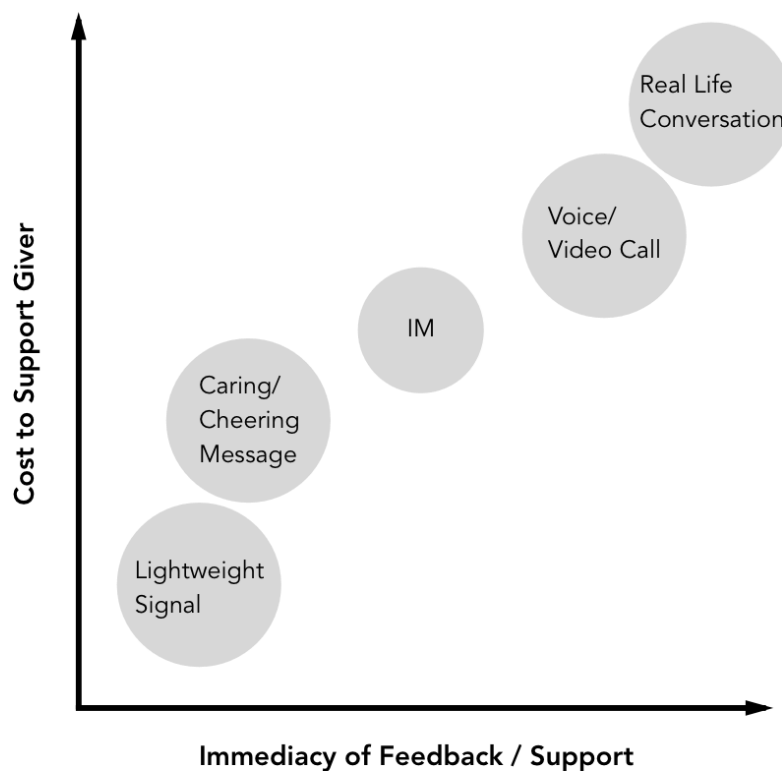 Real Life
Conversation
Voice/
Video Call
IM
Caring/
Cheering
Message
Lightweight
Signal
Cost to Support Giver
Immediacy of Feedback / Support